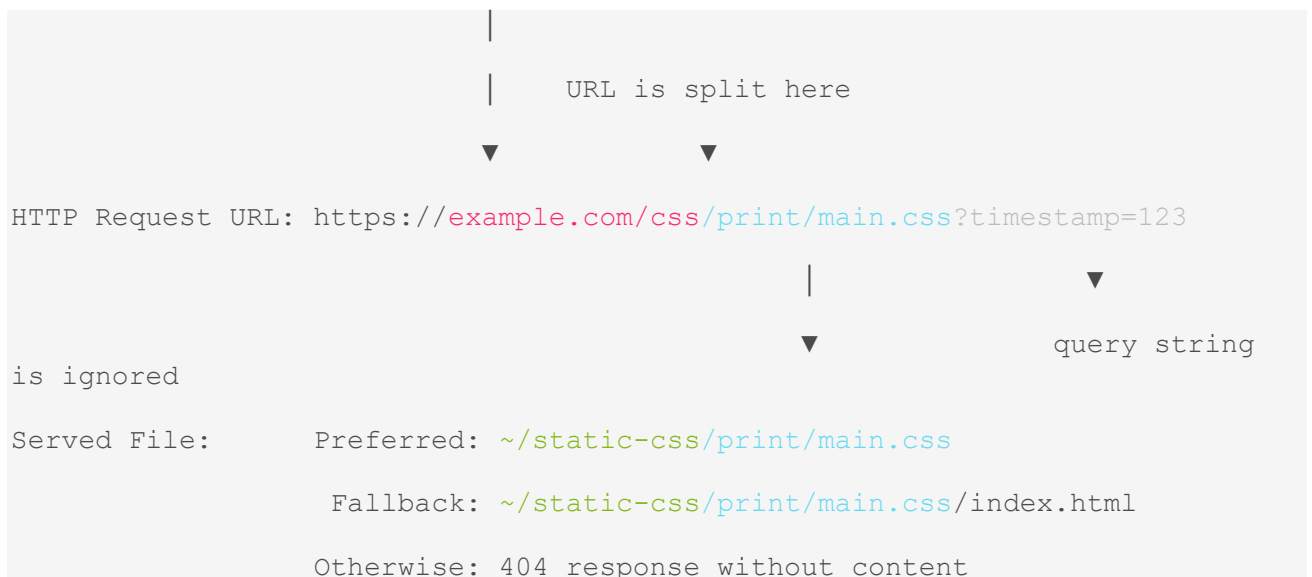 URL is split here
HTTP Request URL: https://example.com/css/print/main.css?timestamp=123
query string
is ignored
Served File: Preferred: ~/static-css/print/main.css
Fallback: ~/static-css/print/main.css/index.html
Otherwise: 404 response without content